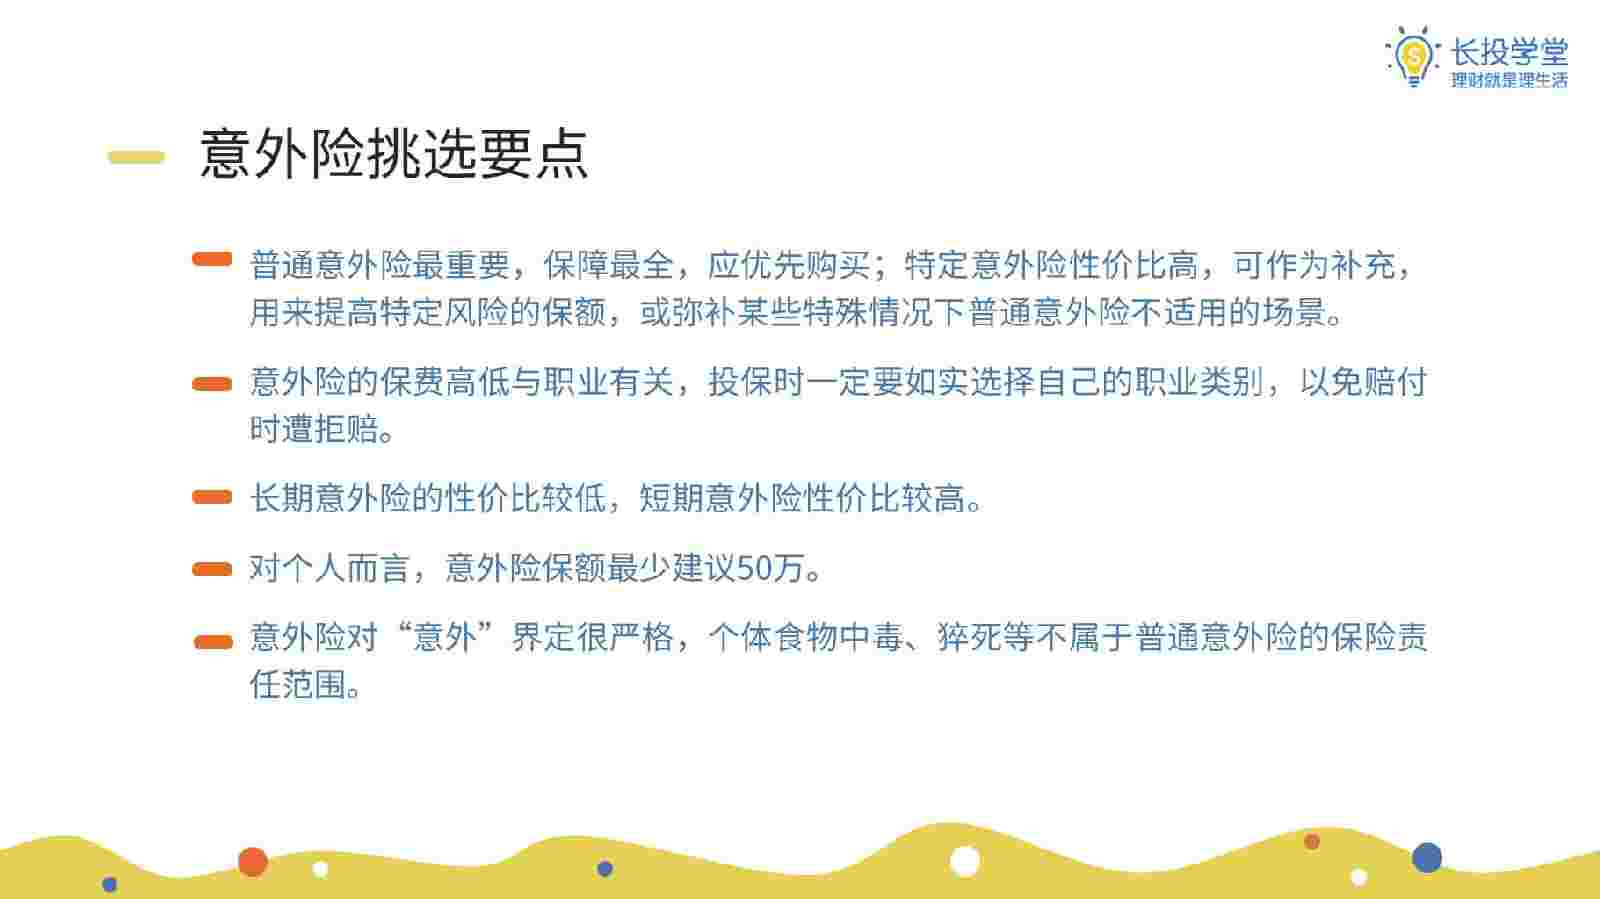 长投学堂
理财就是理生活
意外险挑选要点
普通意外险最重要，保障最全，应优先购买；特定意外险性价比高，可作为补充，
用来提高特定风险的保额，或弥补某些特殊情况下普通意外险不适用的场景。
意外险的保费高低与职业有关，投保时一定要如实选择自己的职业类别，以免赔付
时遭拒赔。
长期意外险的性价比较低，短期意外险性价比较高。
对个人而言，意外险保额最少建议50万。
意外险对“意外”界定很严格，个体食物中毒、猝死等不属于普通意外险的保险责
任范围。